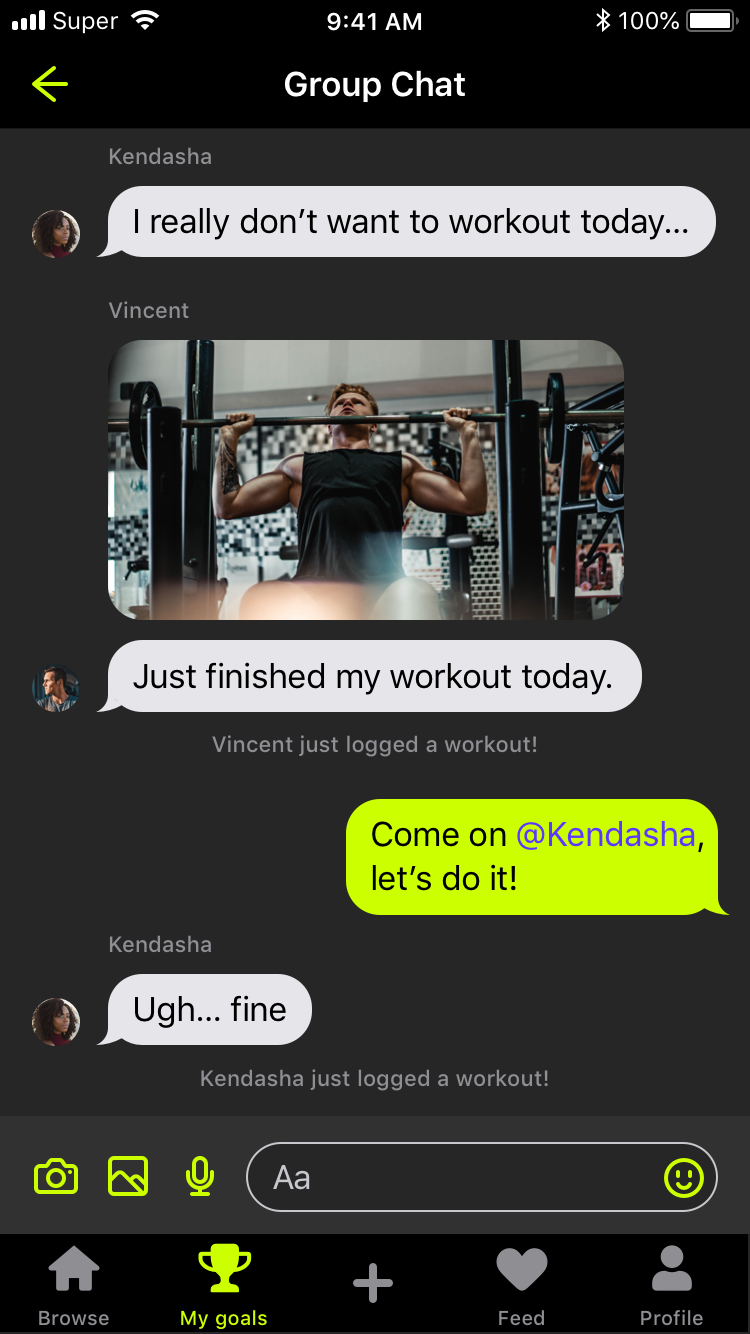 Super 9:41 AM 100%
Group Chat
Kendasha
I really don’t want to workout today...
Vincent
Just finished my workout today.
Vincent just logged a workout!
Come on @Kendasha,
let’s do it!
Kendasha
Ugh... fine
Kendasha just logged a workout!
Aa
Browse My goals Feed Profile